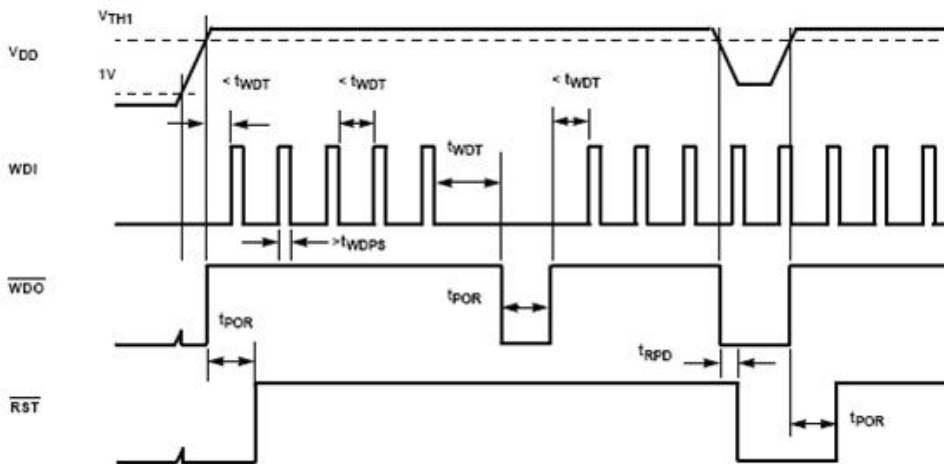 VTH1
VDD
1V
< tWDT
< tWDT
< tWDT
tWDT
WDI
>tWDPS
WDO
tPOR
tPOR
tRPD
RST
tPOR